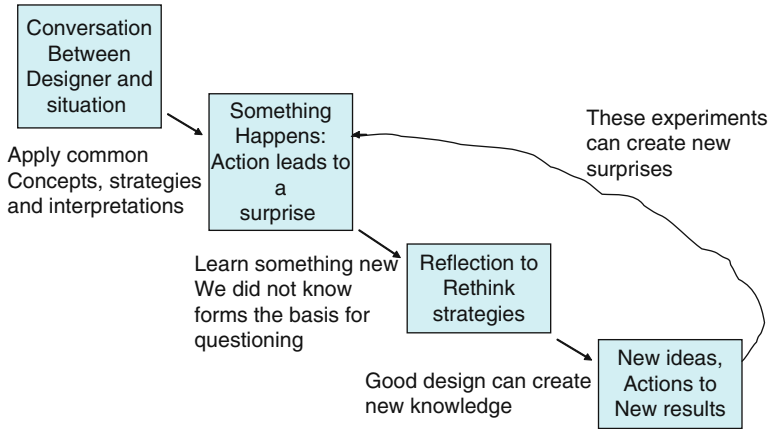 Conversation
Between
Designer and
situation
Apply common
Concepts, strategies
and interpretations
Something
Happens:
Action leads to
a
surprise
These experiments
can create new
surprises
Learn something new
We did not know
forms the basis for
questioning
Reflection to
Rethink
strategies
Good design can create
new knowledge
New ideas,
Actions to
New results